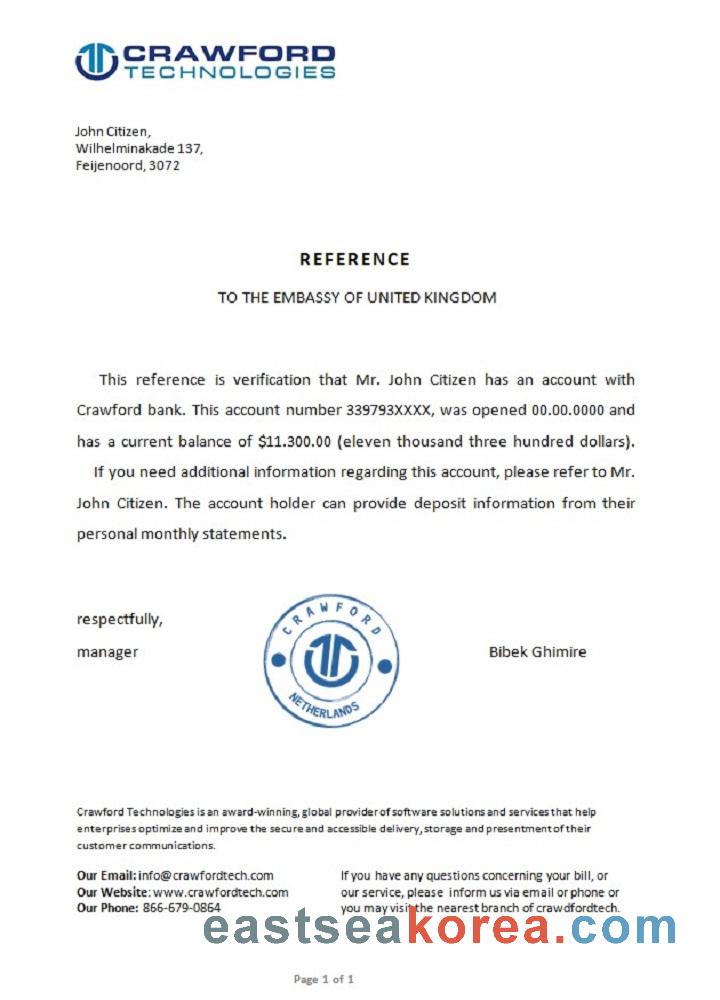 CRAWFORD
TECHNOLOGIES
John Citizen,
Wilhelminakade 137,
Feijenoord, 3072
REFERENCE
TO THE EMBASSY OF UNITED KINGDOM
This reference is verification that Mr. John Citizen has an account with
Crawford bank. This account number 339793XXXX, was opened 00.00.0000 and
has a current balance of $11.300.00 (eleven thousand three hundred dollars).
If you need additional information regarding this account, please refer to Mr.
John Citizen. The account holder can provide deposit information from their
personal monthly statements.
respectfully,
manager
CRAWFORD
NETHERLANDS
Bibek Ghimire
Crawford Technologies is an award-winning, global provider of software solutions and services that help
enterprises optimize and improve the secure and accessible delivery, storage and presentment of their
customer communications.
Our Email: info@crawfordtech.com
Our Website: www.crawfordtech.com
Our Phone: 866-679-0864
If you have any questions concerning your bill, or
our service, please inform us via email or phone or
you may visit the nearest branch of crawdfordtech.
eastseakorea.com
Page 1 of 1